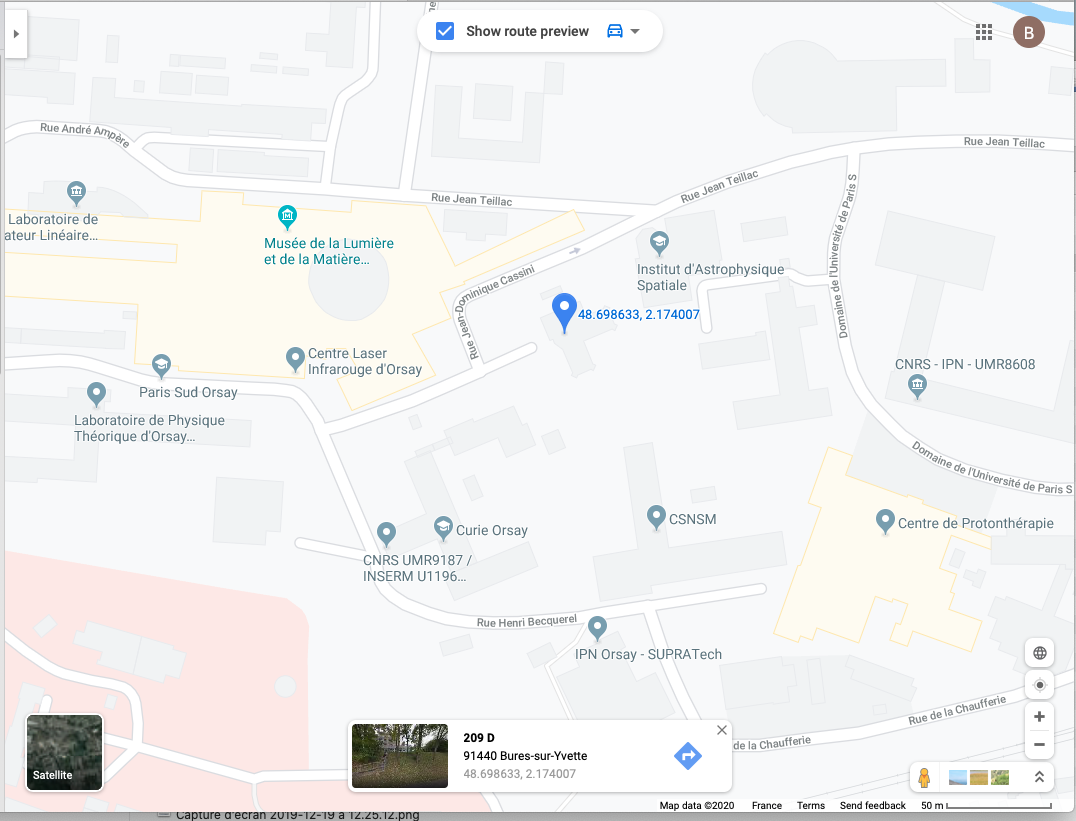 Show route preview
B
Rue André Ampère
Rue Jean Teillac
Rue Jean Teillac
Rue Jean Teillac
Laboratoire de
ateur Linéaire...
Musée de la Lumière
et de la Matière...
Institut d'Astrophysique
Spatiale
Domaine de l'Université de Paris S
Rue Jean-Dominique Cassini
48.698633, 2.174007
Centre Laser
Infrarouge d'Orsay
CNRS - IPN - UMR8608
Paris Sud Orsay
Laboratoire de Physique
Théorique d'Orsay...
Domaine de l'Université de Paris S
CSNSM
Centre de Protonthérapie
Curie Orsay
CNRS UMR9187 /
INSERM U1196...
Rue Henri Becquerel
IPN Orsay - SUPRATech
Rue de la Chaufferie
de la Chaufferie
Satellite
209 D
91440 Bures-sur-Yvette
48.698633, 2.174007
Map data ©2020 France Terms Send feedback 50 m
Capture d'écran 2019-12-19 à 12.25.12.png